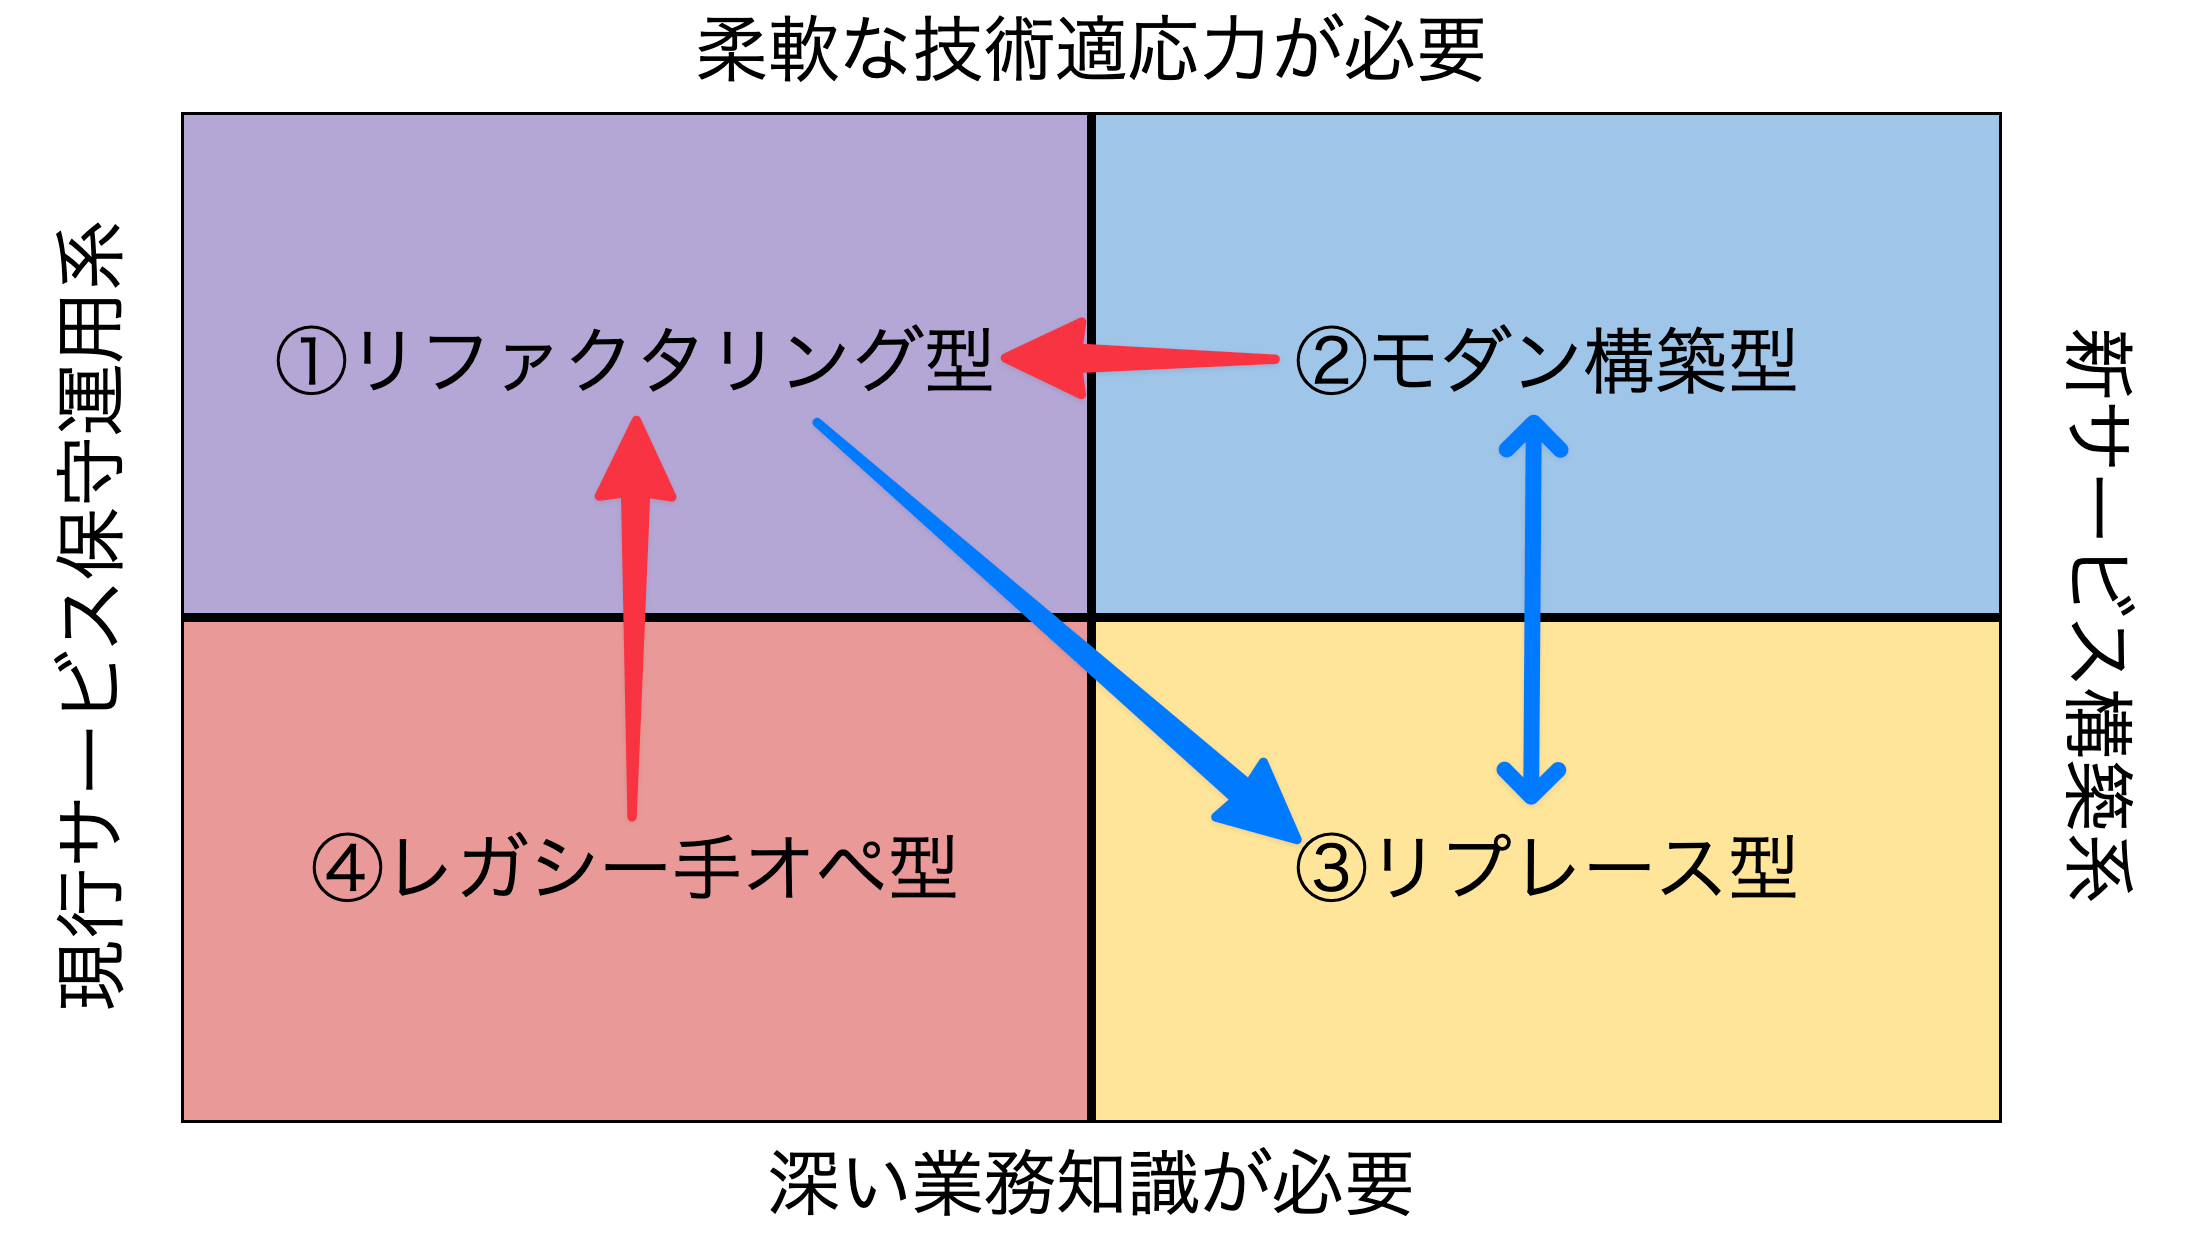 柔軟な技術適応力が必要
現行サービス保守運用系
①リファクタリング型
②モダン構築型
新サービス構築系
④レガシー手オペ型
③リプレース型
深い業務知識が必要